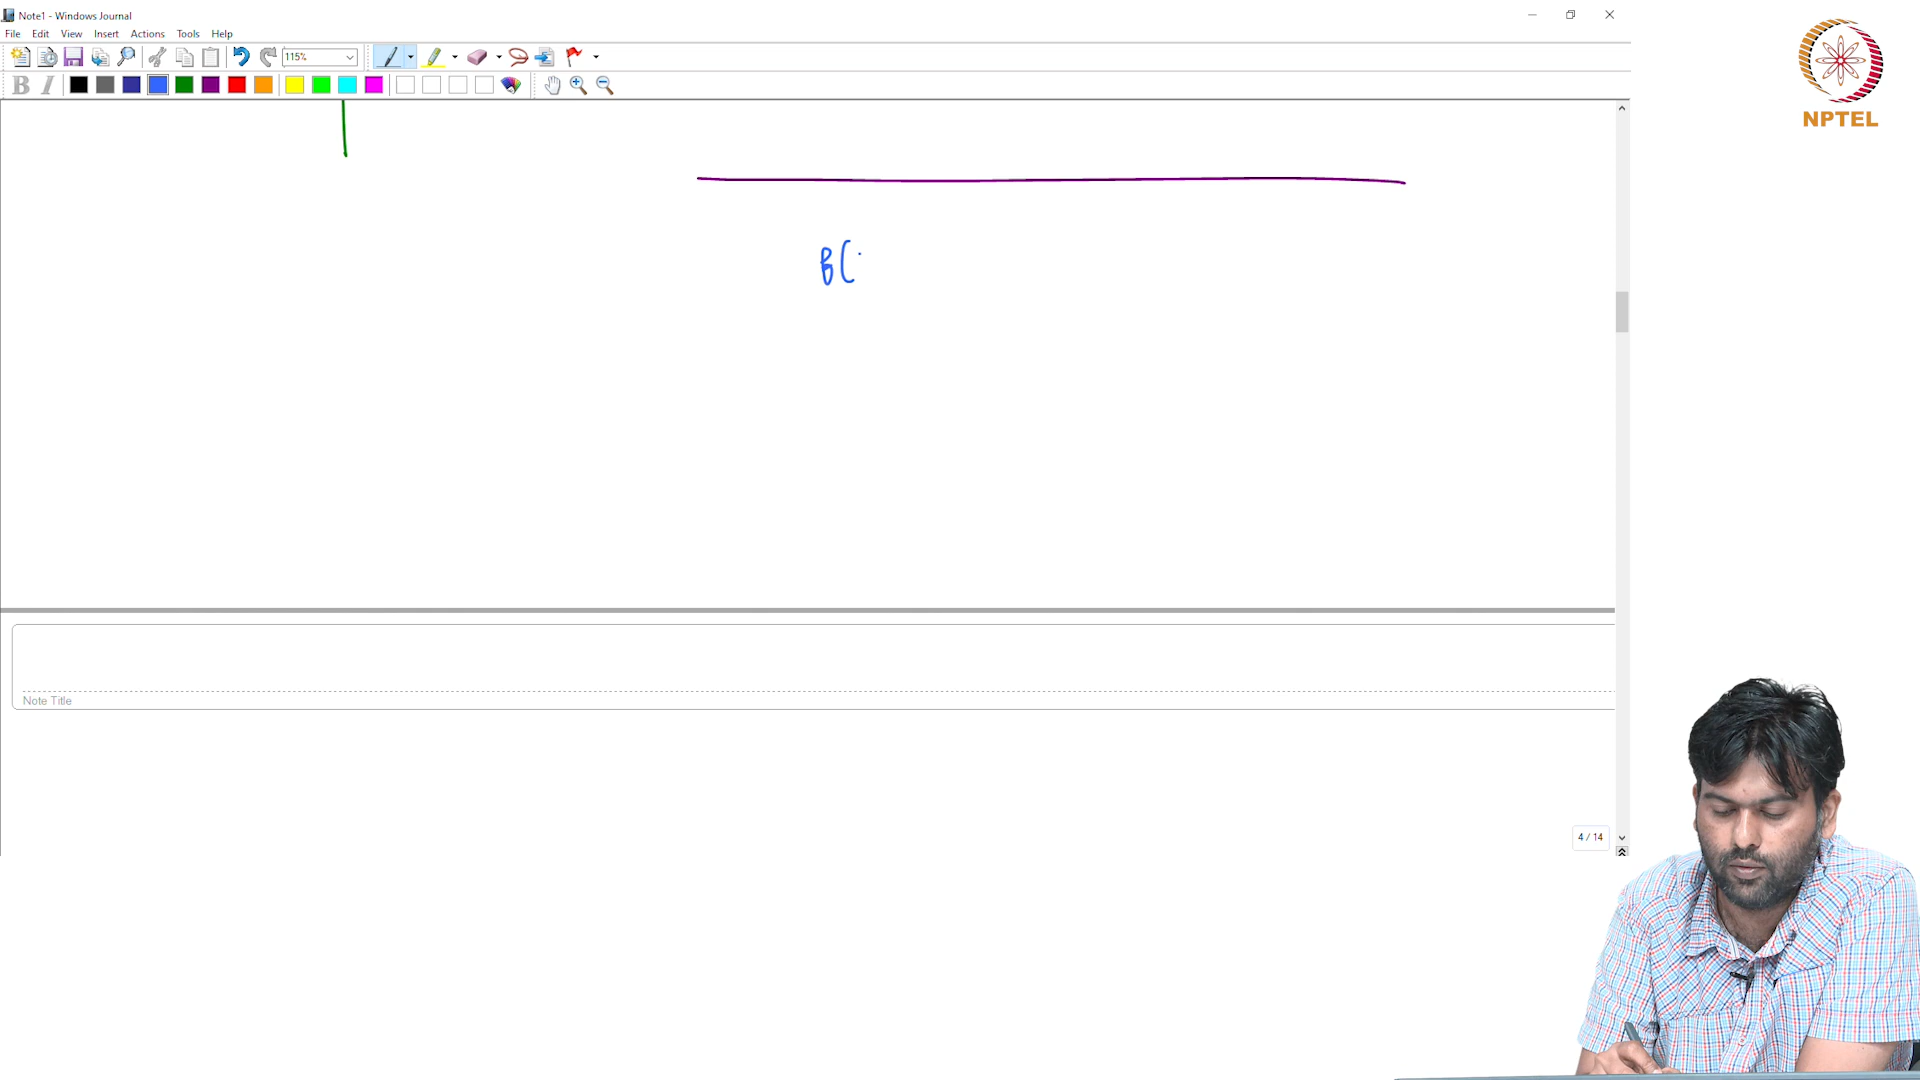 Note1 - Windows Journal
File Edit View Insert Actions Tools Help
115%
B I
NPTEL
B(
Note Title
4 / 14